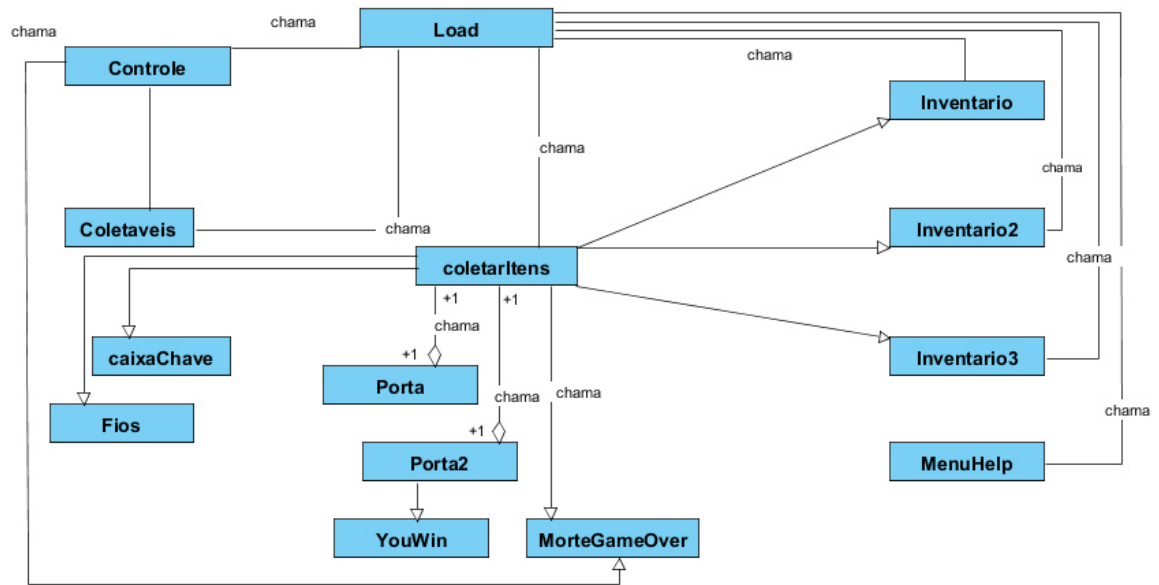 Load
chama
chama
Controle
chama
Inventario
chama
chama
Coletaveis
Inventario2
chama
coletarItens
chama
+1
+1
chama
caixaChave
+1
Inventario3
Porta
chama
chama
Fios
chama
+1
Porta2
MenuHelp
YouWin
MorteGameOver